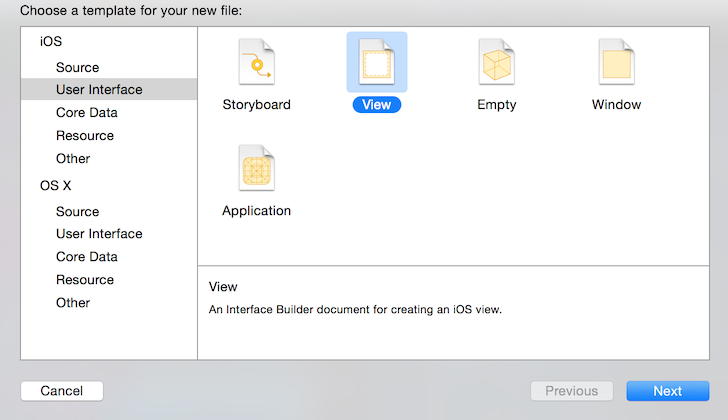 Choose a template for your new file:
iOS
Source
User Interface
Core Data
Resource
Other
OS X
Source
User Interface
Core Data
Resource
Other
Storyboard
View
Empty
Window
Application
View
An Interface Builder document for creating an iOS view.
Cancel
Previous
Next